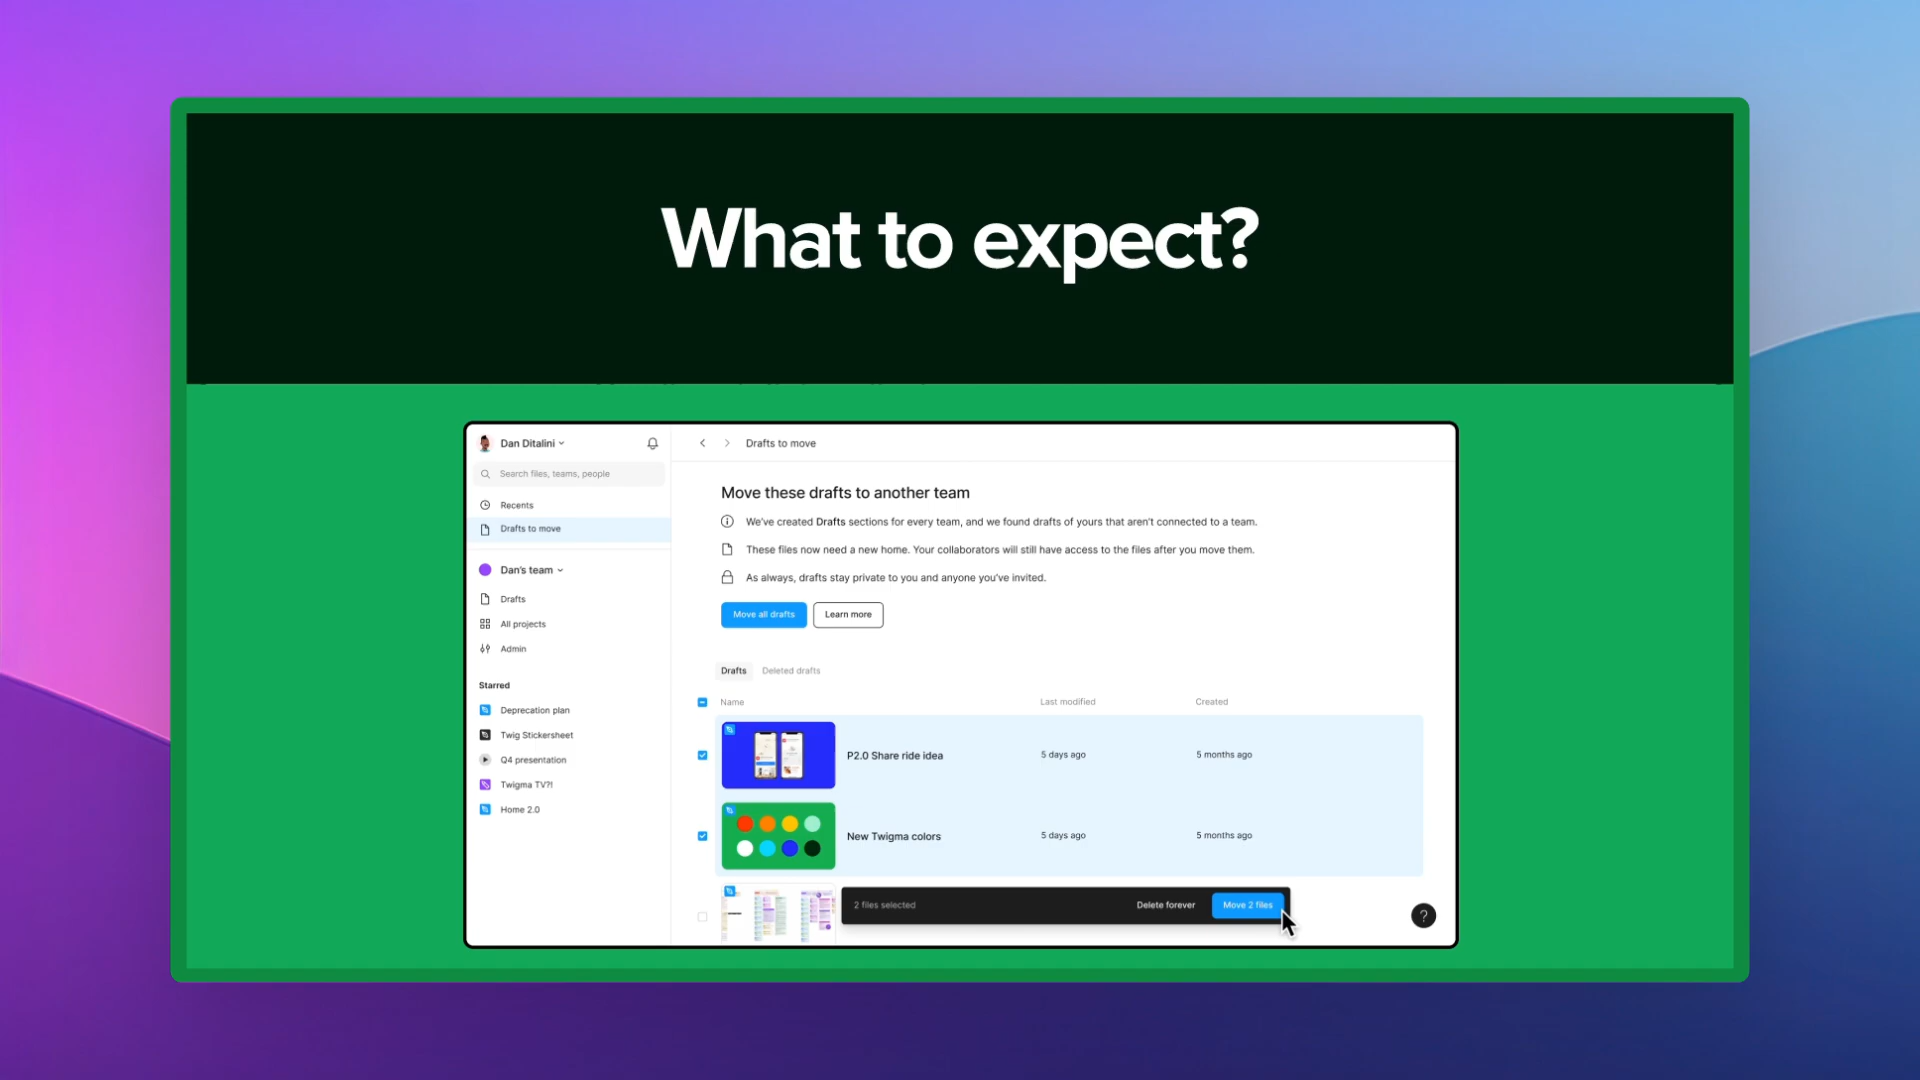 What to expect?
Dan Ditalini
Search files, teams, people
Recents
Drafts to move
Dan's team
Drafts
All projects
Admin
Starred
Deprecation plan
Twig Stickersheet
Q4 presentation
Twigma TV?!
Home 2.0
Drafts to move
Move these drafts to another team
We've created Drafts sections for every team, and we found drafts of yours that aren't connected to a team.
These files now need a new home. Your collaborators will still have access to the files after you move them.
As always, drafts stay private to you and anyone you've invited.
Move all drafts Learn more
Drafts Deleted drafts
Name Last modified Created
P2.0 Share ride idea 5 days ago 5 months ago
New Twigma colors 5 days ago 5 months ago
2 files selected Delete forever Move 2 files
?